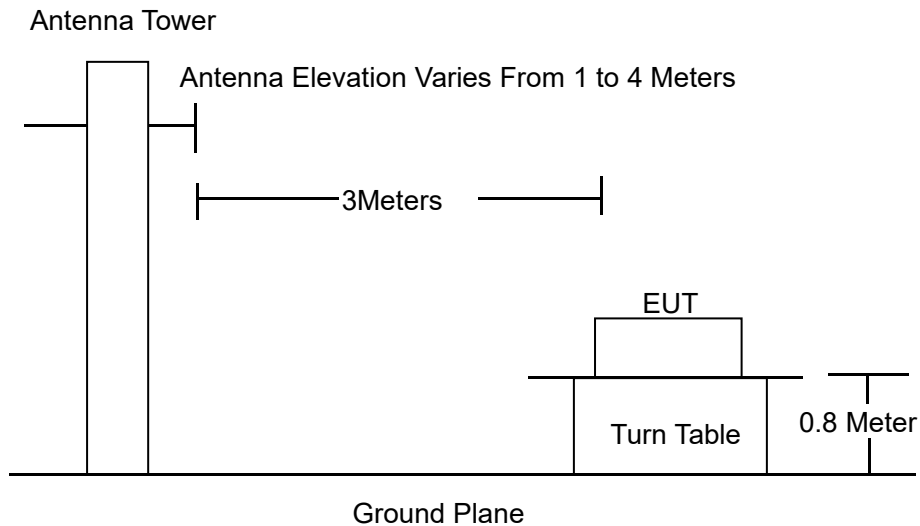 Antenna Tower
Antenna Elevation Varies From 1 to 4 Meters
3Meters
EUT
Turn Table
0.8 Meter
Ground Plane